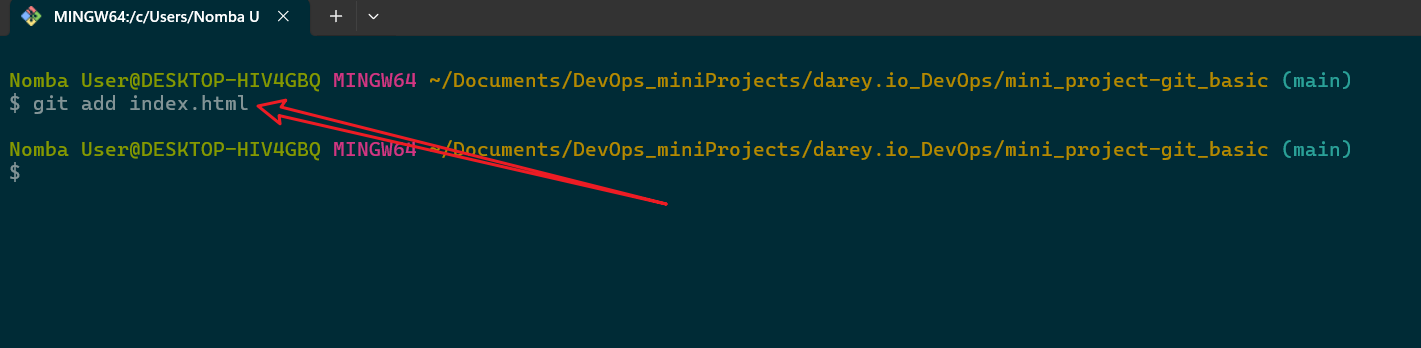 MINGW64:/c/Users/Nomba U
Nomba User@DESKTOP-HIV4GBQ MINGW64 ~/Documents/DevOps_miniProjects/darey.io_DevOps/mini_project-git_basic (main)
$ git add index.html
Nomba User@DESKTOP-HIV4GBQ MINGW64 ~/Documents/DevOps_miniProjects/darey.io_DevOps/mini_project-git_basic (main)
$